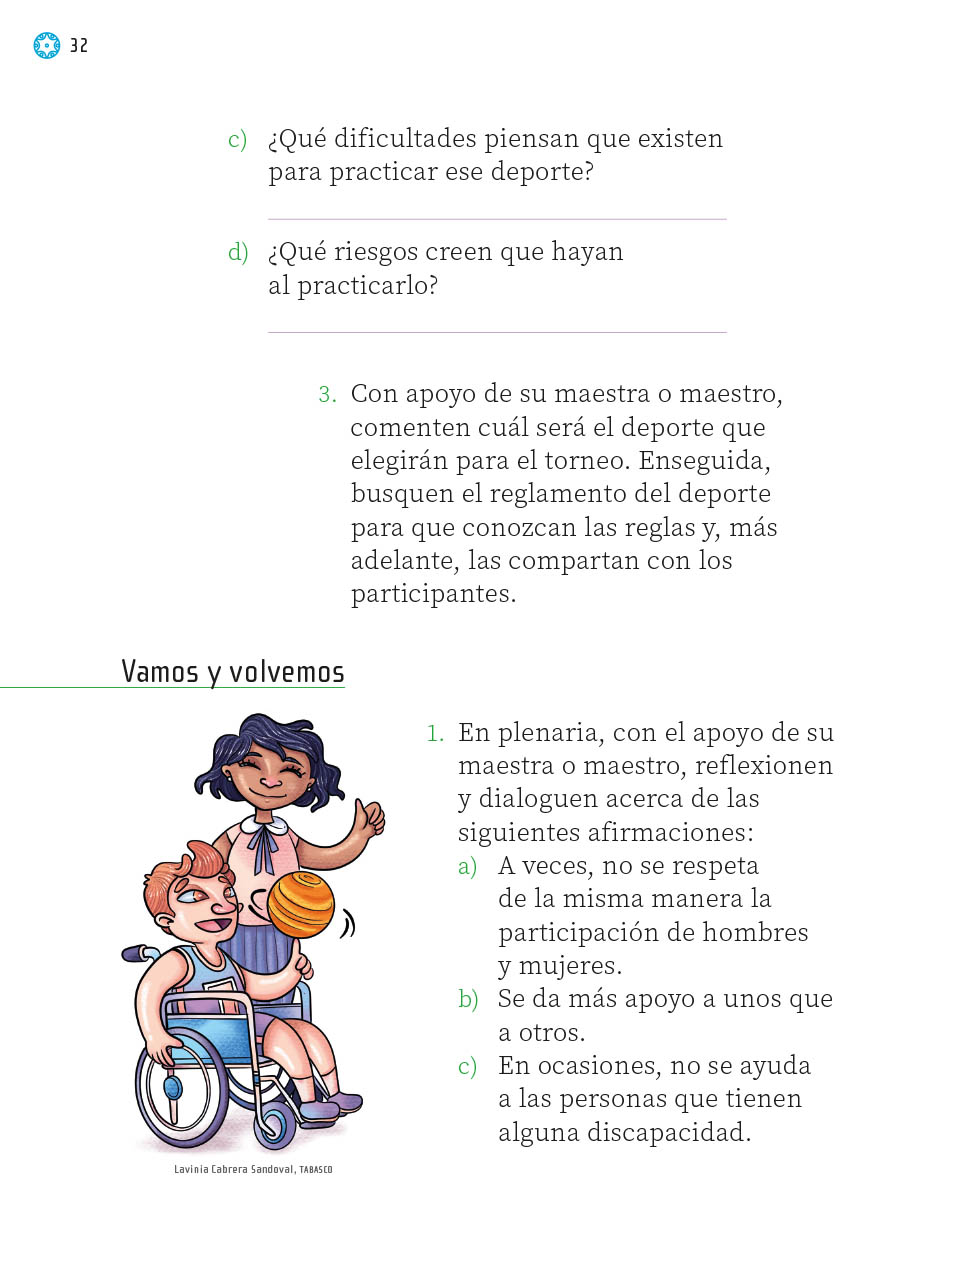 32
c) ¿Qué dificultades piensan que existen
para practicar ese deporte?
d) ¿Qué riesgos creen que hayan
al practicarlo?
3. Con apoyo de su maestra o maestro,
comenten cuál será el deporte que
elegirán para el torneo. Enseguida,
busquen el reglamento del deporte
para que conozcan las reglas y, más
adelante, las compartan con los
participantes.
Vamos y volvemos
1. En plenaria, con el apoyo de su
maestra o maestro, reflexionen
y dialoguen acerca de las
siguientes afirmaciones:
a) A veces, no se respeta
de la misma manera la
participación de hombres
y mujeres.
b) Se da más apoyo a unos que
a otros.
c) En ocasiones, no se ayuda
a las personas que tienen
alguna discapacidad.
Lavinia Cabrera Sandoval, TABASCO